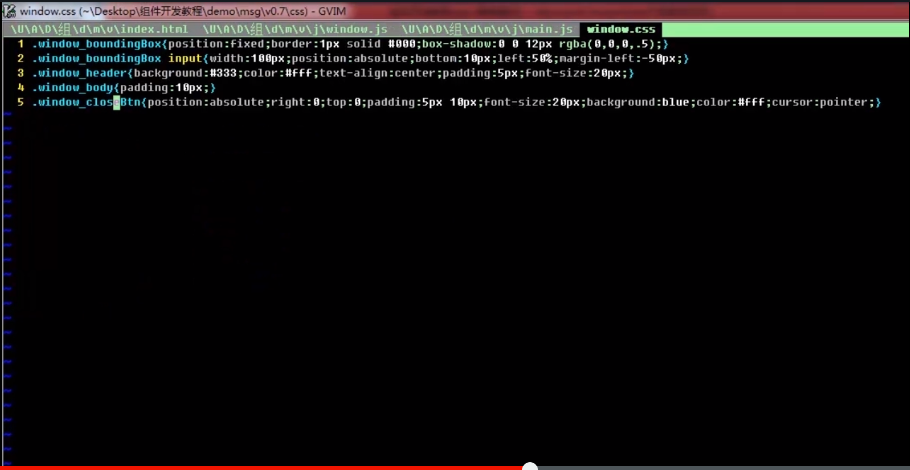 window.css (~\Desktop\组件开发教程\demo\msg\v0.7\css) - GVIM
\U\A\D\组\d\m\v\index.html \U\A\D\组\d\m\v\j\window.js \U\A\D\组\d\m\v\j\main.js window.css
1 .window_boundingBox{position:fixed;border:1px solid #000;box-shadow:0 0 12px rgba(0,0,0,.5);}
2 .window_boundingBox input{width:100px;position:absolute;bottom:10px;left:50%;margin-left:-50px;}
3 .window_header{background:#333;color:#fff;text-align:center;padding:5px;font-size:20px;}
4 .window_body{padding:10px;}
5 .window_closeBtn{position:absolute;right:0;top:0;padding:5px 10px;font-size:20px;background:blue;color:#fff;cursor:pointer;}